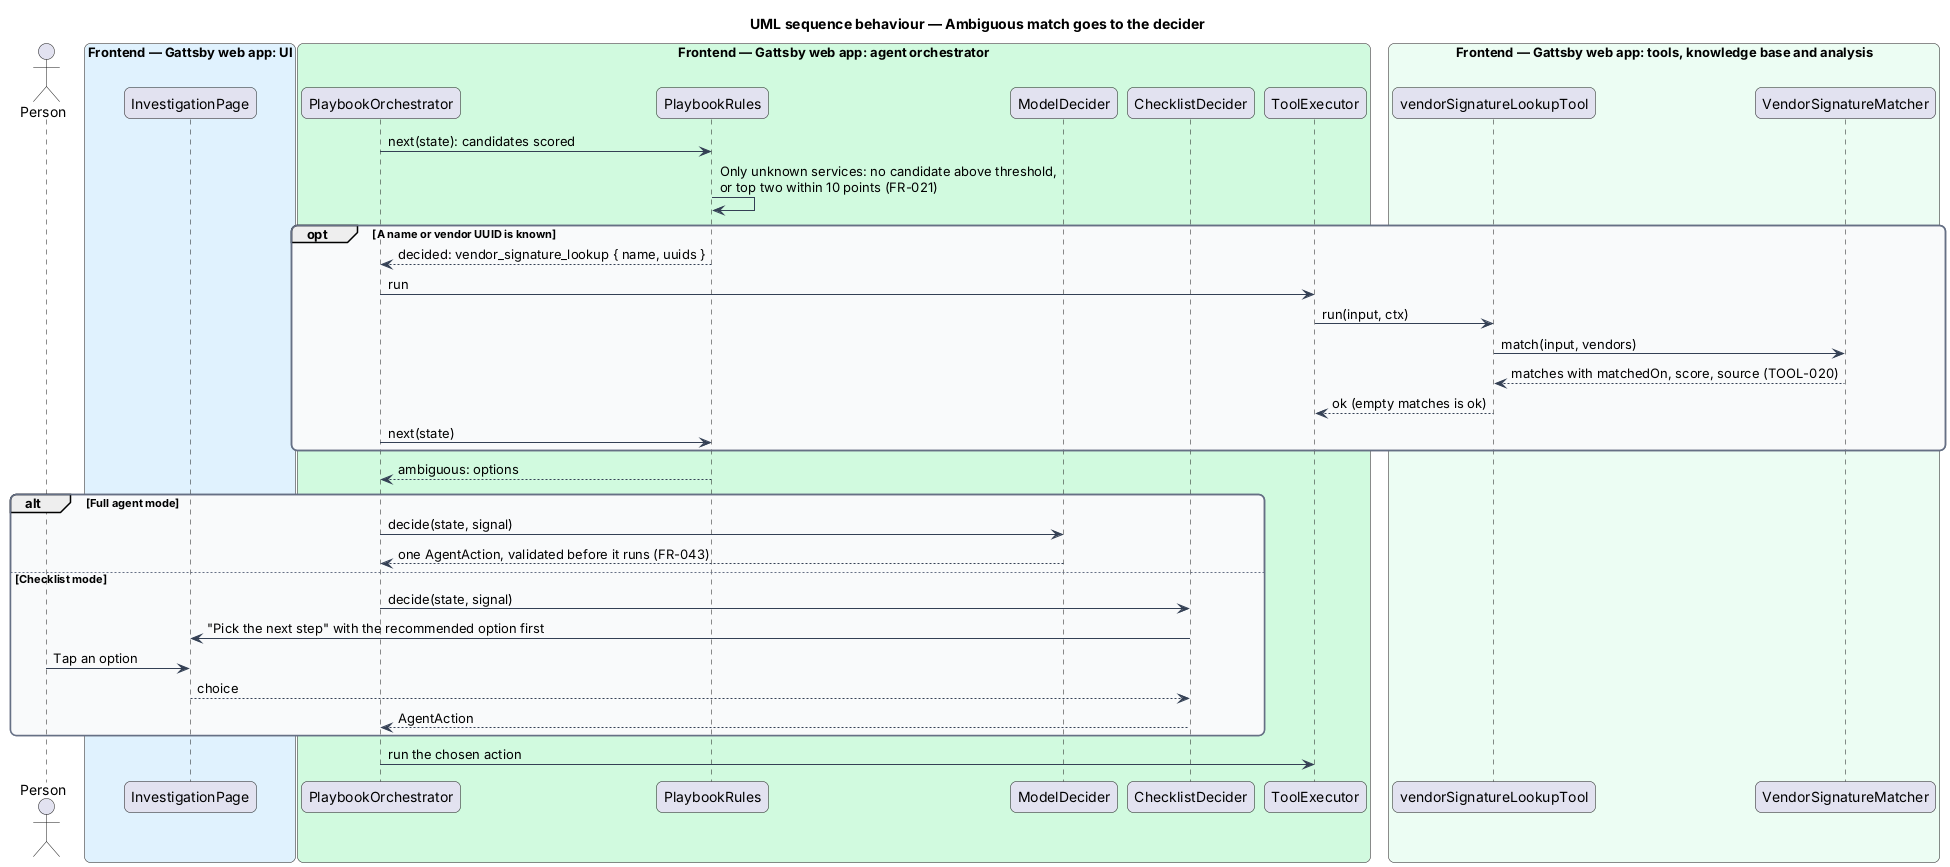 UML sequence behaviour — Ambiguous match goes to the decider
Frontend — Gattsby web app: UI
Frontend — Gattsby web app: agent orchestrator
Frontend — Gattsby web app: tools, knowledge base and analysis
Person
InvestigationPage
PlaybookOrchestrator
PlaybookRules
ModelDecider
ChecklistDecider
ToolExecutor
vendorSignatureLookupTool
VendorSignatureMatcher
next(state): candidates scored
Only unknown services: no candidate above threshold,
or top two within 10 points (FR-021)
opt
[A name or vendor UUID is known]
decided: vendor_signature_lookup { name, uuids }
run
run(input, ctx)
match(input, vendors)
matches with matchedOn, score, source (TOOL-020)
ok (empty matches is ok)
next(state)
ambiguous: options
alt
[Full agent mode]
decide(state, signal)
one AgentAction, validated before it runs (FR-043)
[Checklist mode]
decide(state, signal)
"Pick the next step" with the recommended option first
Tap an option
choice
AgentAction
run the chosen action
Person
InvestigationPage
PlaybookOrchestrator
PlaybookRules
ModelDecider
ChecklistDecider
ToolExecutor
vendorSignatureLookupTool
VendorSignatureMatcher